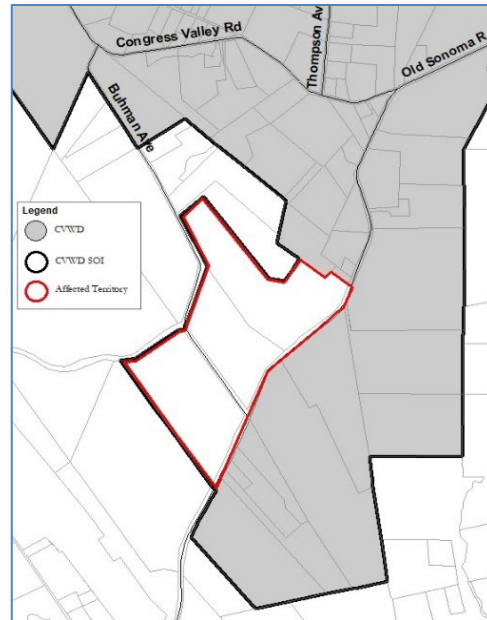 Congress Valley Rd
Thompson Av
Old Sonoma R
Buhman Ave
Legend
CVWD
CVWD SOI
Affected Territory